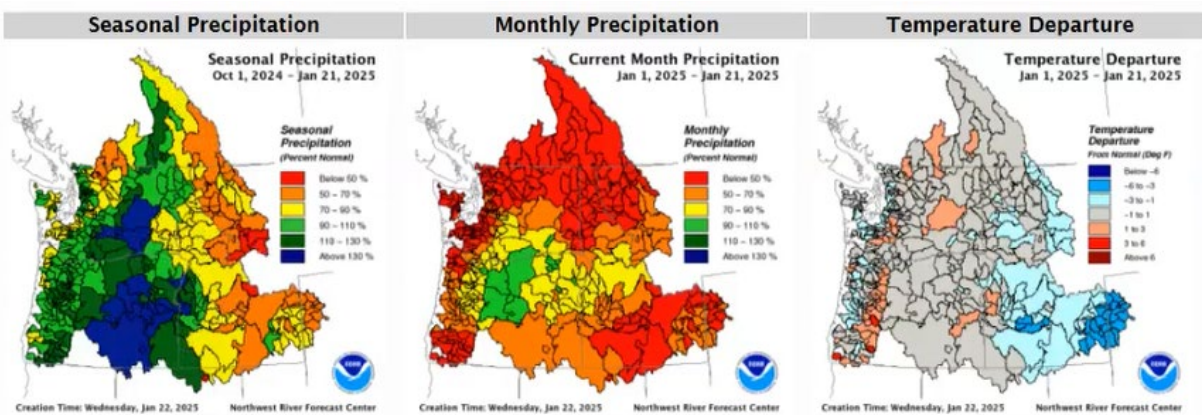 Seasonal Precipitation
Monthly Precipitation
Temperature Departure
Seasonal Precipitation
Oct 1, 2024 – Jan 21, 2025
Seasonal
Precipitation
(Percent Normal)
Below 50 %
50 – 70 %
70 – 90 %
90 – 110 %
110 – 130 %
Above 130 %
Creation Time: Wednesday, Jan 22, 2025
Northwest River Forecast Center
Current Month Precipitation
Jan 1, 2025 – Jan 21, 2025
Monthly
Precipitation
(Percent Normal)
Below 50 %
50 – 70 %
70 – 90 %
90 – 110 %
110 – 130 %
Above 130 %
Creation Time: Wednesday, Jan 22, 2025
Northwest River Forecast Center
Temperature Departure
Jan 1, 2025 – Jan 21, 2025
Temperature
Departure
From Normal (Deg F)
Below –6
–6 to –3
–3 to –1
–1 to 1
1 to 3
3 to 6
Above 6
Creation Time: Wednesday, Jan 22, 2025
Northwest River Forecast Center